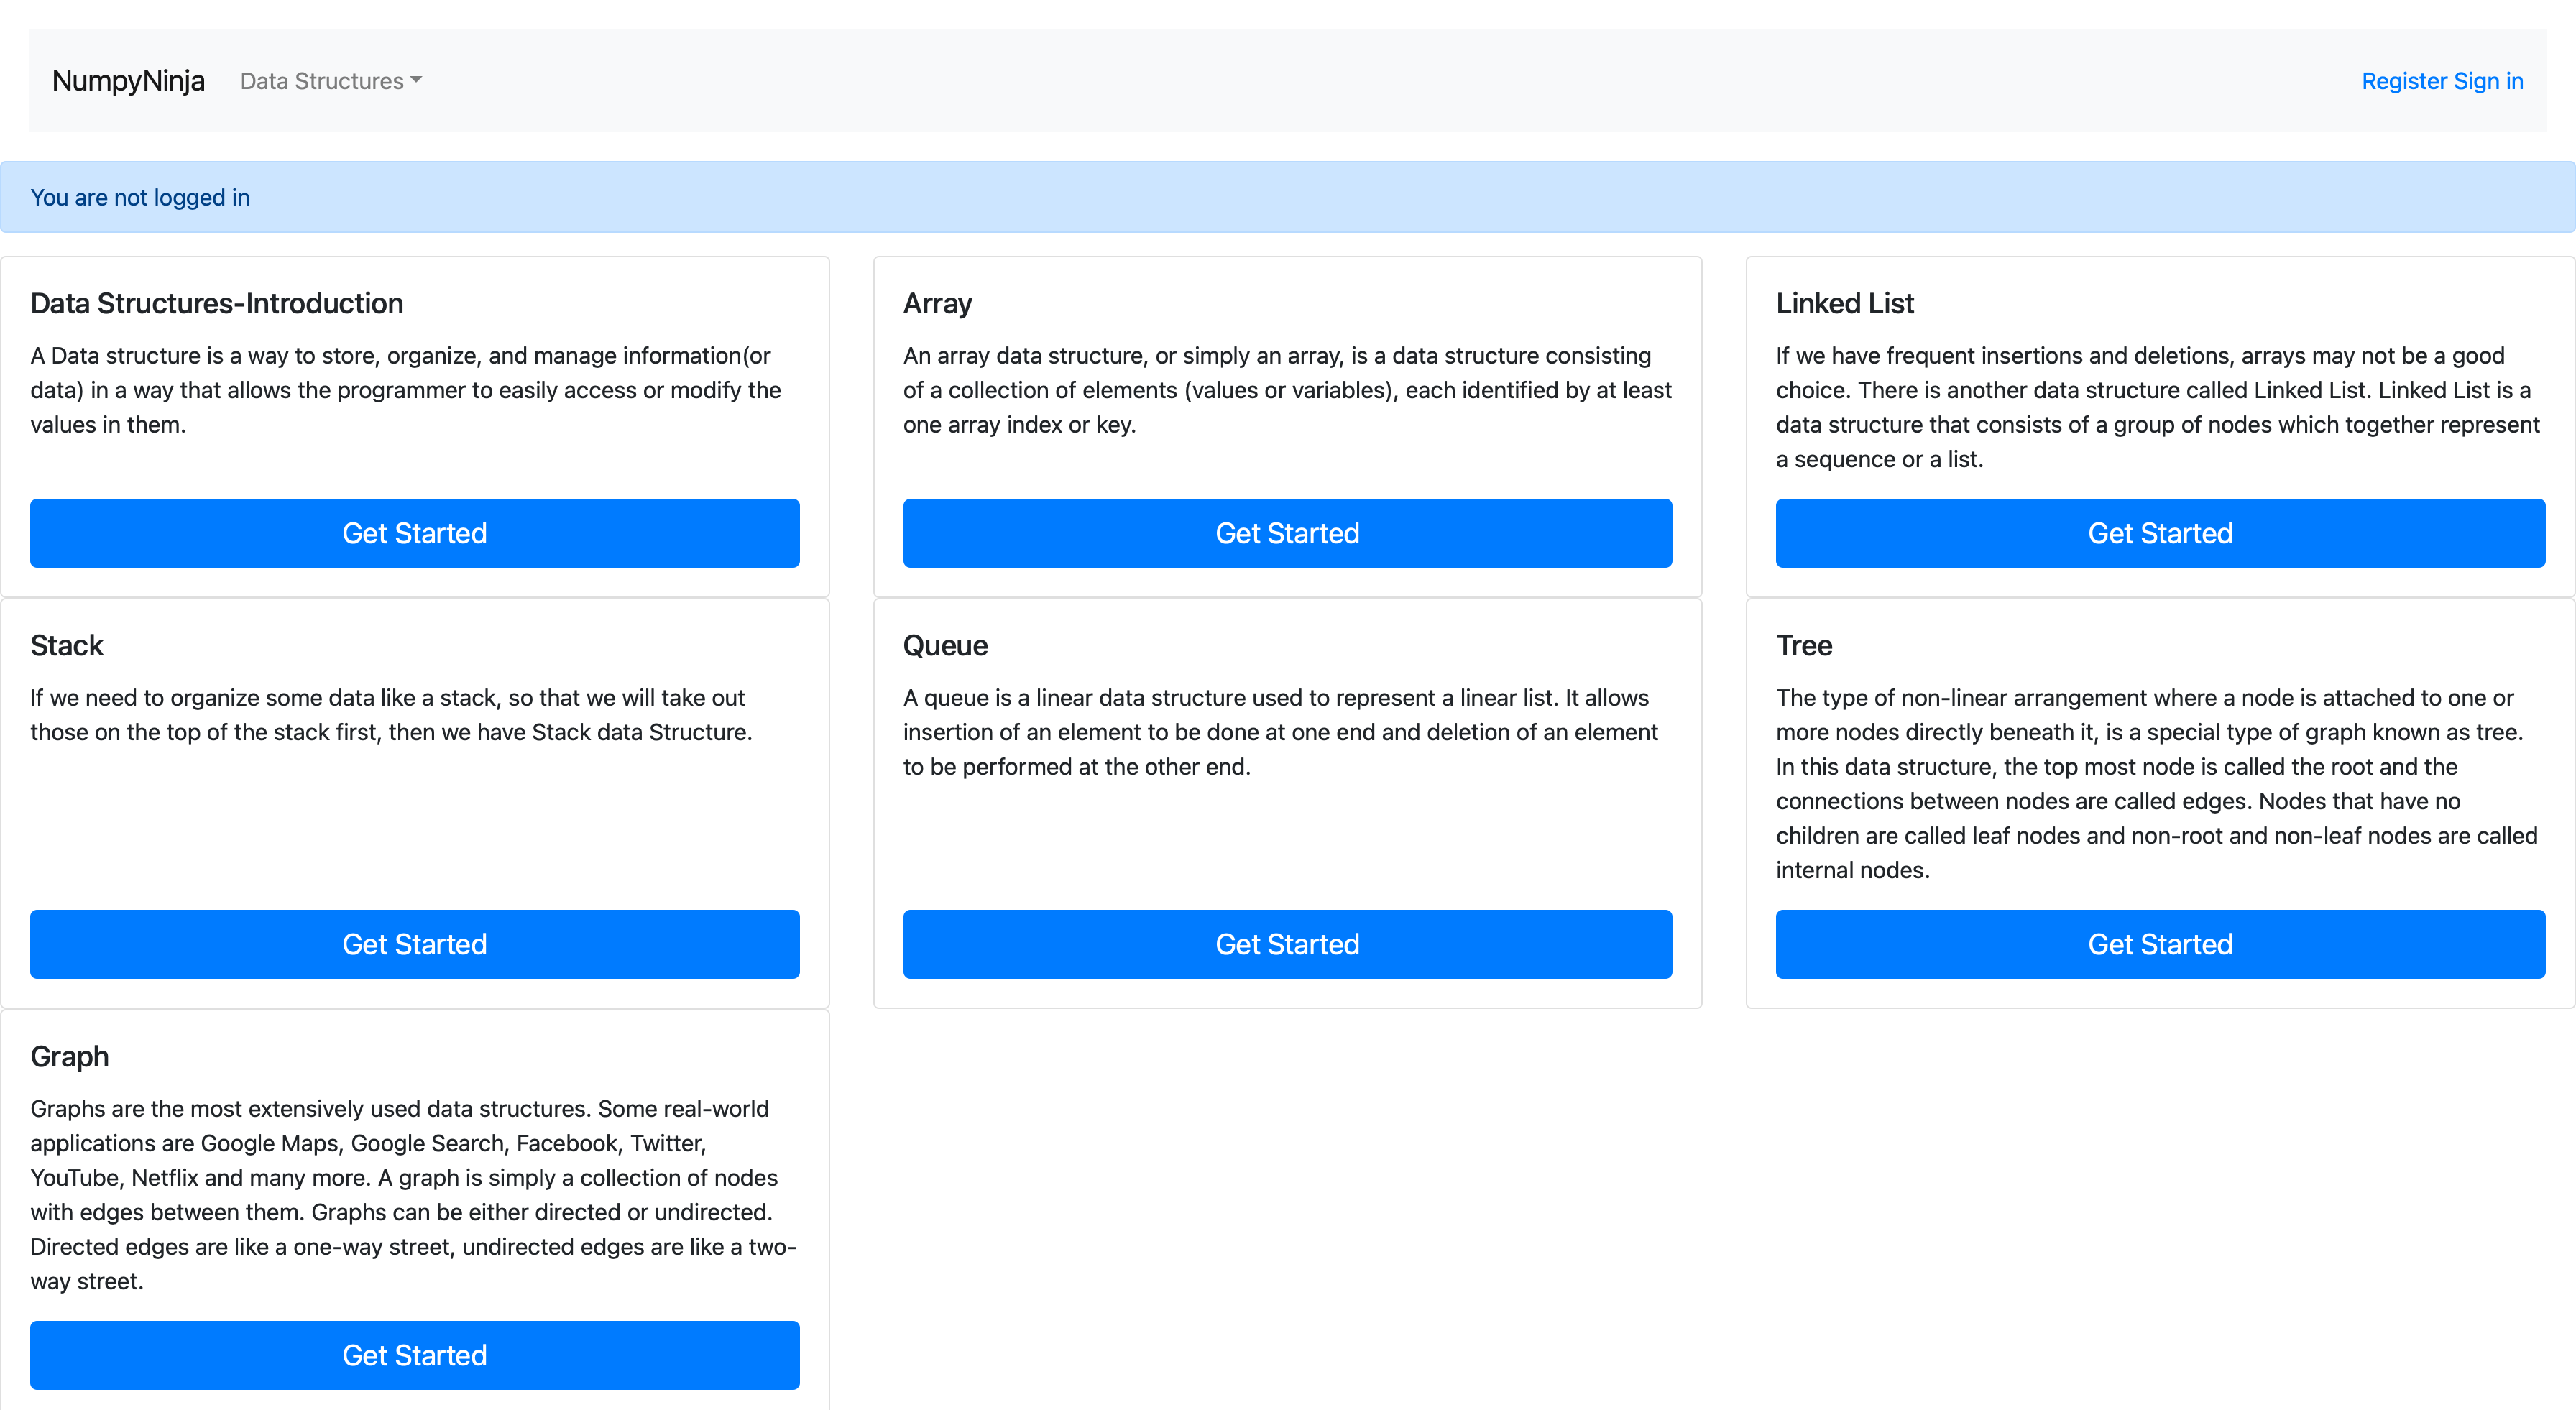 NumpyNinja Data Structures Register Sign in
You are not logged in
Data Structures-Introduction
A Data structure is a way to store, organize, and manage information(or
data) in a way that allows the programmer to easily access or modify the
values in them.
Get Started
Array
An array data structure, or simply an array, is a data structure consisting
of a collection of elements (values or variables), each identified by at least
one array index or key.
Get Started
Linked List
If we have frequent insertions and deletions, arrays may not be a good
choice. There is another data structure called Linked List. Linked List is a
data structure that consists of a group of nodes which together represent
a sequence or a list.
Get Started
Stack
If we need to organize some data like a stack, so that we will take out
those on the top of the stack first, then we have Stack data Structure.
Get Started
Queue
A queue is a linear data structure used to represent a linear list. It allows
insertion of an element to be done at one end and deletion of an element
to be performed at the other end.
Get Started
Tree
The type of non-linear arrangement where a node is attached to one or
more nodes directly beneath it, is a special type of graph known as tree.
In this data structure, the top most node is called the root and the
connections between nodes are called edges. Nodes that have no
children are called leaf nodes and non-root and non-leaf nodes are called
internal nodes.
Get Started
Graph
Graphs are the most extensively used data structures. Some real-world
applications are Google Maps, Google Search, Facebook, Twitter,
YouTube, Netflix and many more. A graph is simply a collection of nodes
with edges between them. Graphs can be either directed or undirected.
Directed edges are like a one-way street, undirected edges are like a two-
way street.
Get Started